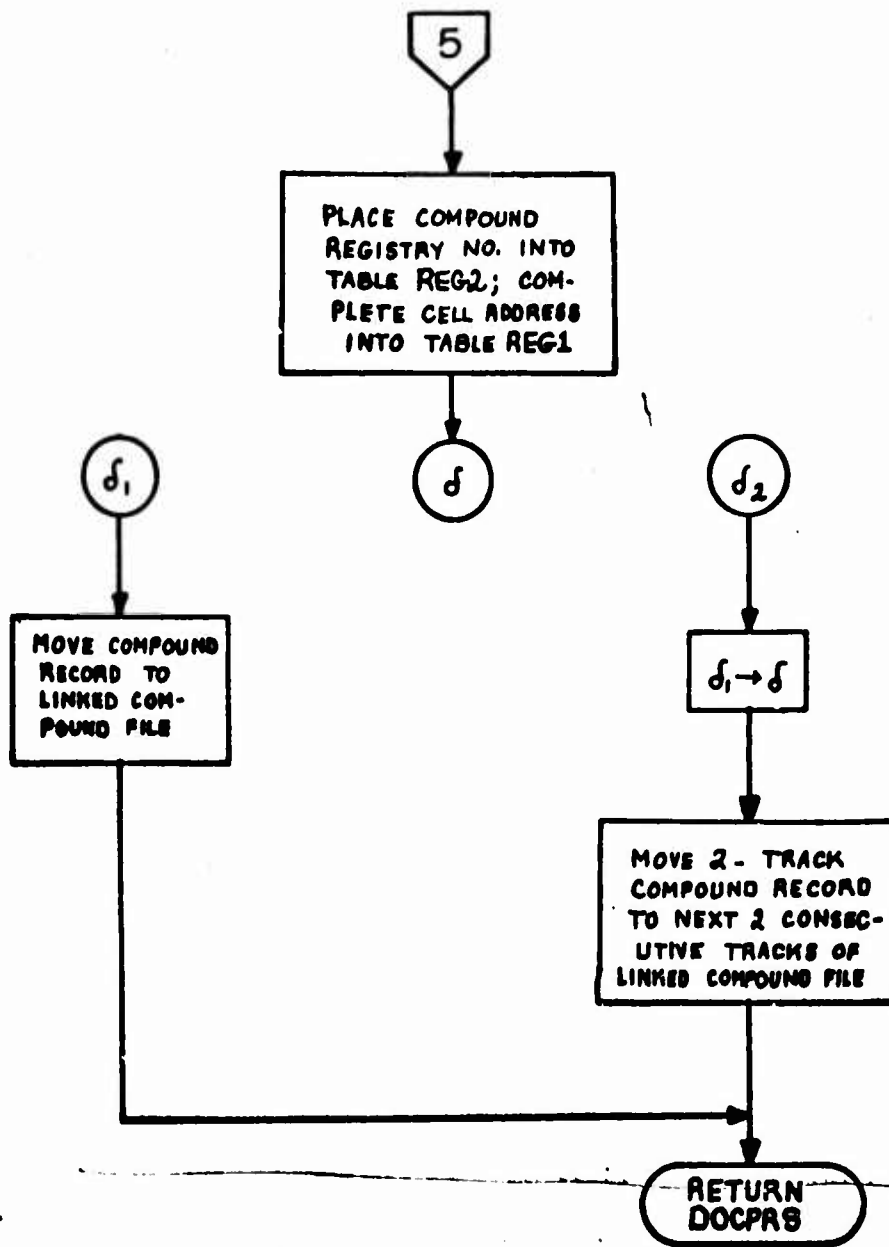 5
PLACE COMPOUND
REGISTRY NO. INTO
TABLE REG2; COM-
PLETE CELL ADDRESS
INTO TABLE REG1
δ₁
δ
δ₂
MOVE COMPOUND
RECORD TO
LINKED COM-
POUND FILE
δ₁→δ
MOVE 2- TRACK
COMPOUND RECORD
TO NEXT 2 CONSEC-
UTIVE TRACKS OF
LINKED COMPOUND FILE
RETURN
DOCPRS